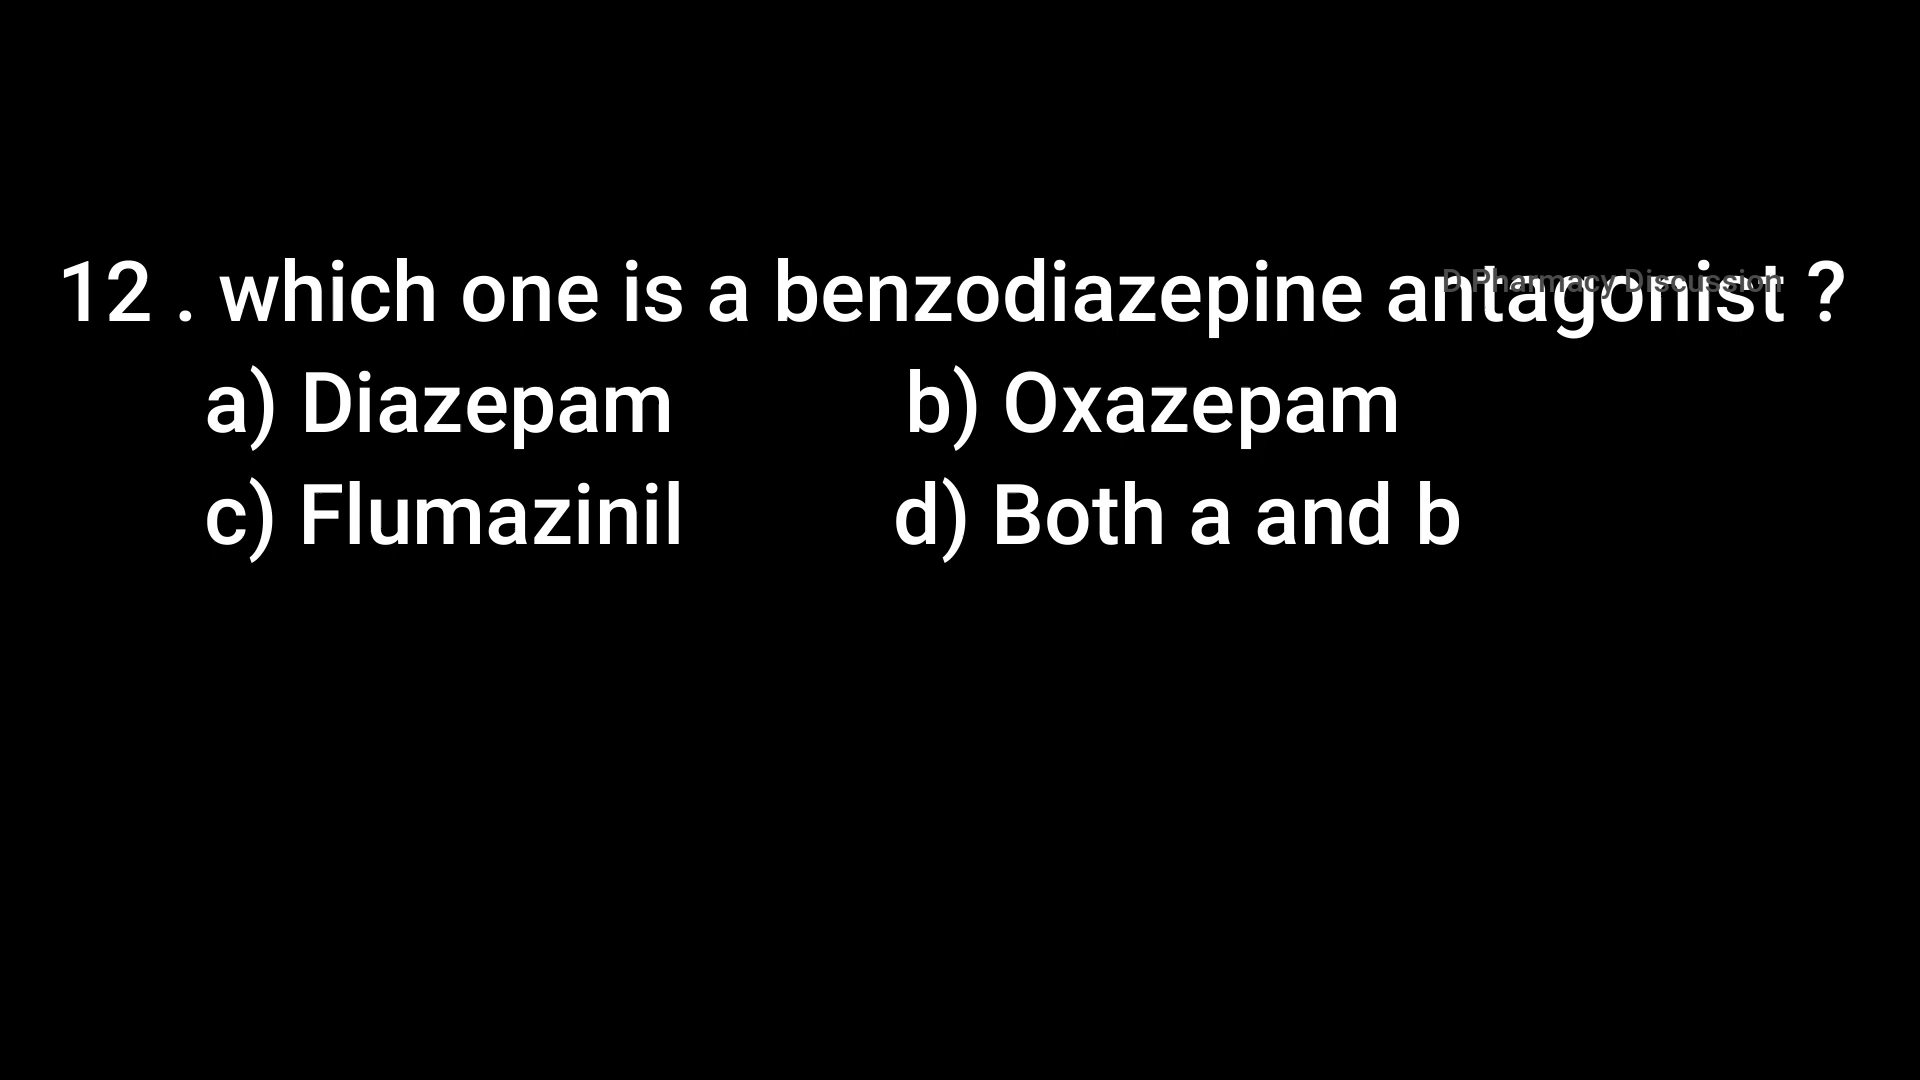 12 . which one is a benzodiazepine antagonist ?
D Pharmacy Discussion
a) Diazepam b) Oxazepam
c) Flumazinil d) Both a and b